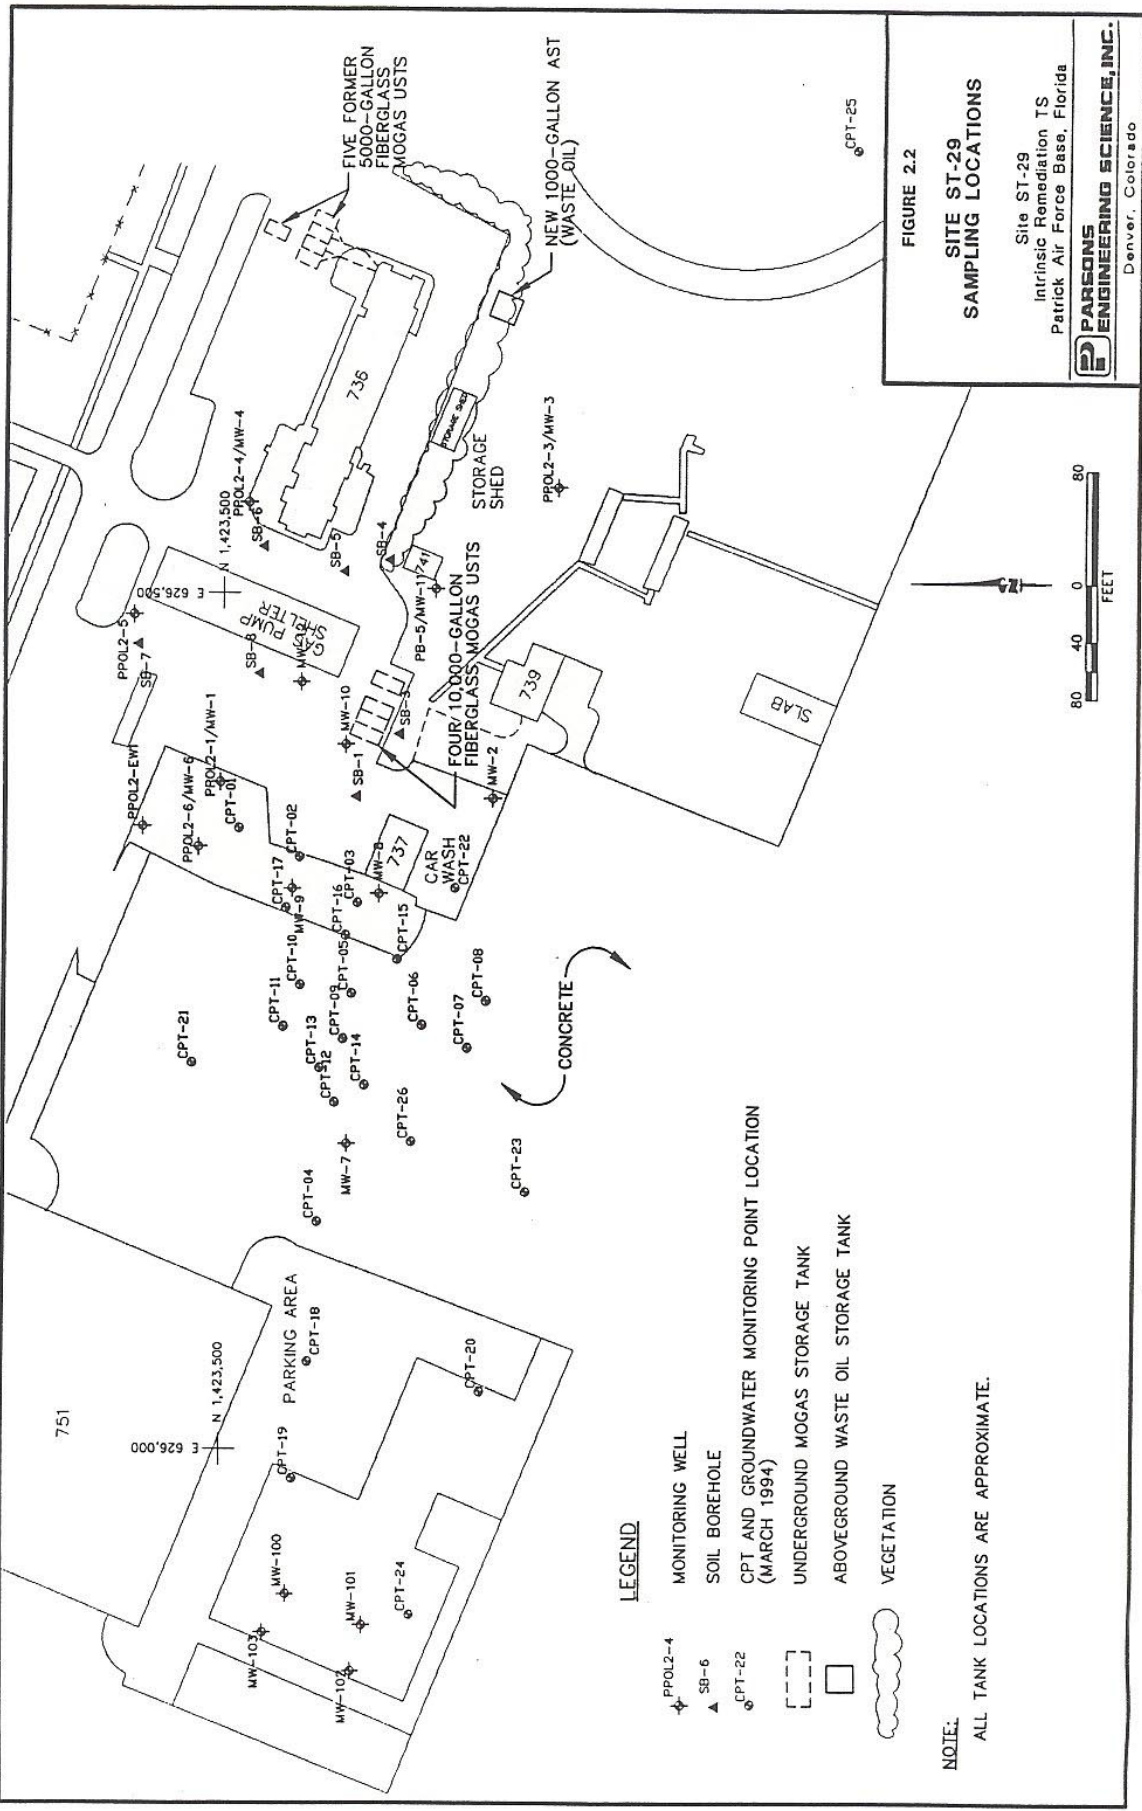 751
E 626,000
N 1,423,500
PARKING AREA
CPT-18
CPT-19
CPT-20
MW-100
MW-103
MW-101
MW-102
CPT-24
CPT-04
MW-7
CPT-23
CPT-26
CPT-21
CPT-11
CPT-10
CPT-13
CPT-12
CPT-09
CPT-14
CPT-05
CPT-06
CPT-07
CPT-08
CPT-15
CPT-16
CPT-17
MW-9
CPT-03
CPT-02
MW-8
737
CAR
WASH
CPT-22
CONCRETE
PPOL2-EW1
PPOL2-6/MW-6
PPOL2-1/MW-1
CPT-01
PPOL2-5
SB-7
SB-8
GAS PUMP
SHELTER
E 626,500
N 1,423,500
MW-10
SB-1
SB-3
MW-2
FOUR 10,000-GALLON
FIBERGLASS MOGAS USTS
PB-5/MW-11
741
SB-4
SB-5
SB-6
PPOL2-4/MW-4
736
739
SLAB
STORAGE SHED
STORAGE
SHED
PPOL2-3/MW-3
FIVE FORMER
5000-GALLON
FIBERGLASS
MOGAS USTS
NEW 1000-GALLON AST
(WASTE OIL)
CPT-25
LEGEND
PPOL2-4
MONITORING WELL
SB-6
SOIL BOREHOLE
CPT-22
CPT AND GROUNDWATER MONITORING POINT LOCATION
(MARCH 1994)
UNDERGROUND MOGAS STORAGE TANK
ABOVEGROUND WASTE OIL STORAGE TANK
VEGETATION
NOTE:
ALL TANK LOCATIONS ARE APPROXIMATE.
80 40 0 80
FEET
FIGURE 2.2
SITE ST-29
SAMPLING LOCATIONS
Site ST-29
Intrinsic Remediation TS
Patrick Air Force Base, Florida
PARSONS
ENGINEERING SCIENCE, INC.
Denver, Colorado